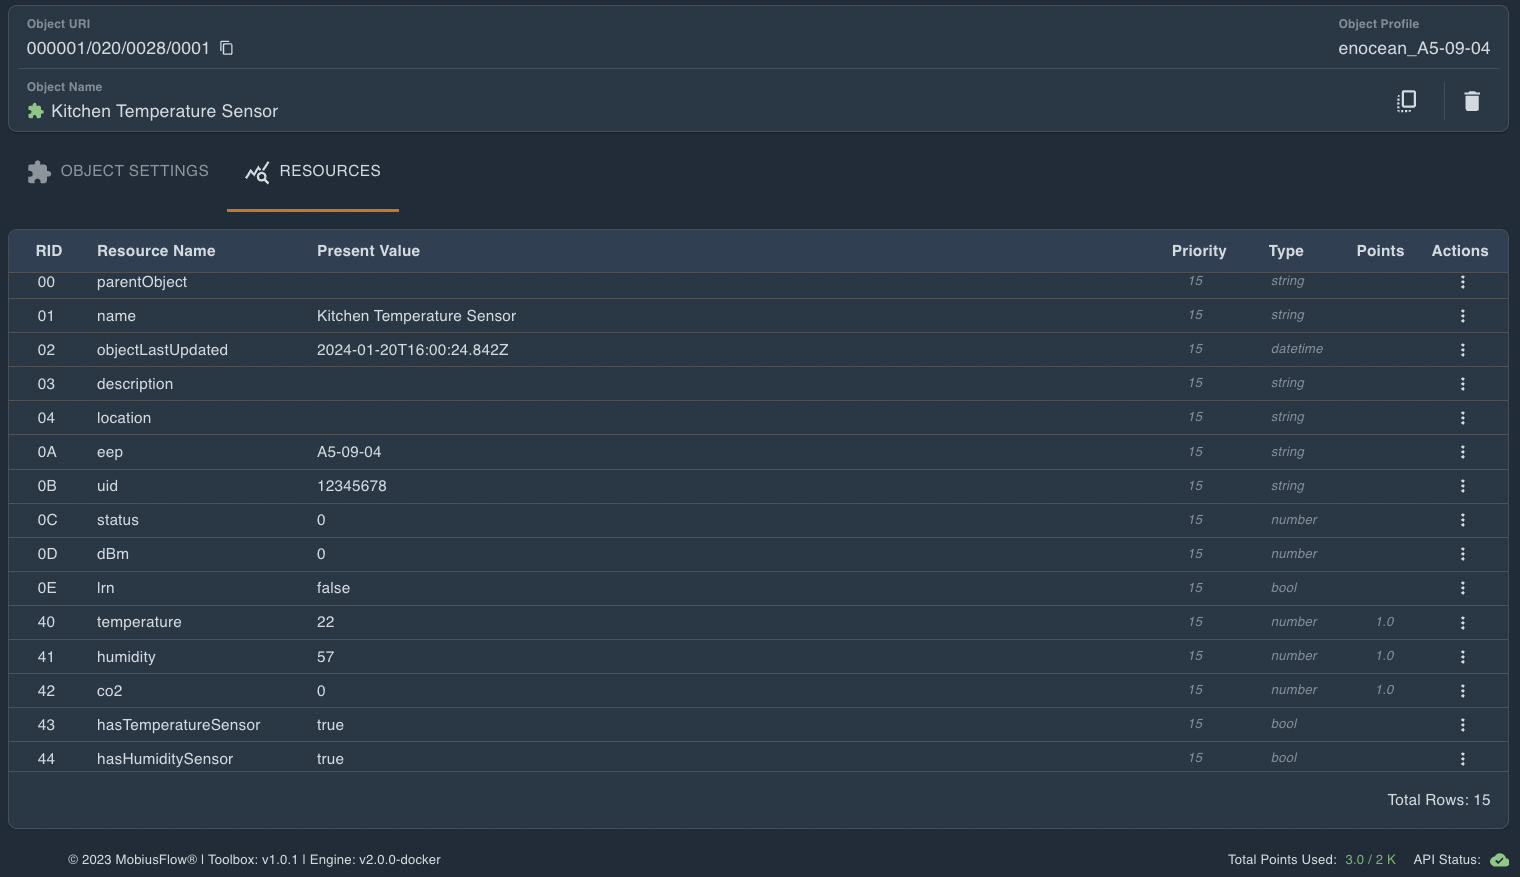 Object URI
Object Profile
000001/020/0028/0001
enocean_A5-09-04
Object Name
Kitchen Temperature Sensor
OBJECT SETTINGS
RESOURCES
RID Resource Name Present Value Priority Type Points Actions
00 parentObject 15 string
01 name Kitchen Temperature Sensor 15 string
02 objectLastUpdated 2024-01-20T16:00:24.842Z 15 datetime
03 description 15 string
04 location 15 string
0A eep A5-09-04 15 string
0B uid 12345678 15 string
0C status 0 15 number
0D dBm 0 15 number
0E lrn false 15 bool
40 temperature 22 15 number 1.0
41 humidity 57 15 number 1.0
42 co2 0 15 number 1.0
43 hasTemperatureSensor true 15 bool
44 hasHumiditySensor true 15 bool
Total Rows: 15
© 2023 MobiusFlow® | Toolbox: v1.0.1 | Engine: v2.0.0-docker
Total Points Used: 3.0 / 2 K API Status: